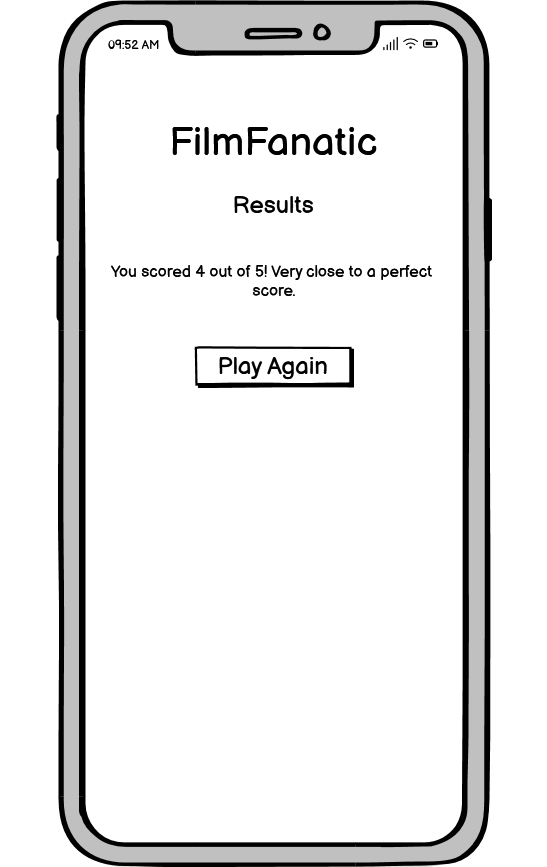 09:52 AM
FilmFanatic
Results
You scored 4 out of 5! Very close to a perfect
score.
Play Again